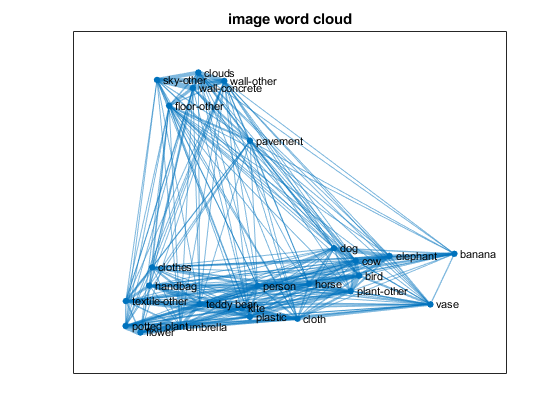 image word cloud
clouds
sky-other
wall-other
wall-concrete
floor-other
pavement
dog
banana
elephant
cow
clothes
bird
handbag
person
horse
plant-other
textile-other
teddy bear
vase
kite
plastic
cloth
potted plant
umbrella
flower